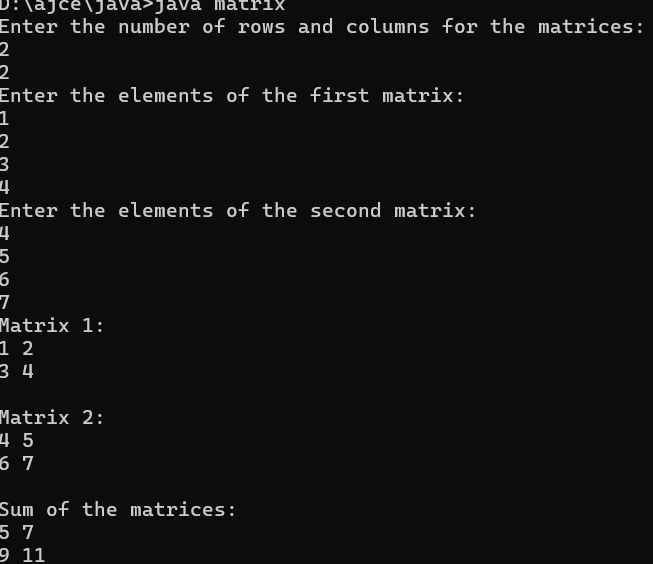 D:\ajce\java>java matrix
Enter the number of rows and columns for the matrices:
2
2
Enter the elements of the first matrix:
1
2
3
4
Enter the elements of the second matrix:
4
5
6
7
Matrix 1:
1 2
3 4
Matrix 2:
4 5
6 7
Sum of the matrices:
5 7
9 11